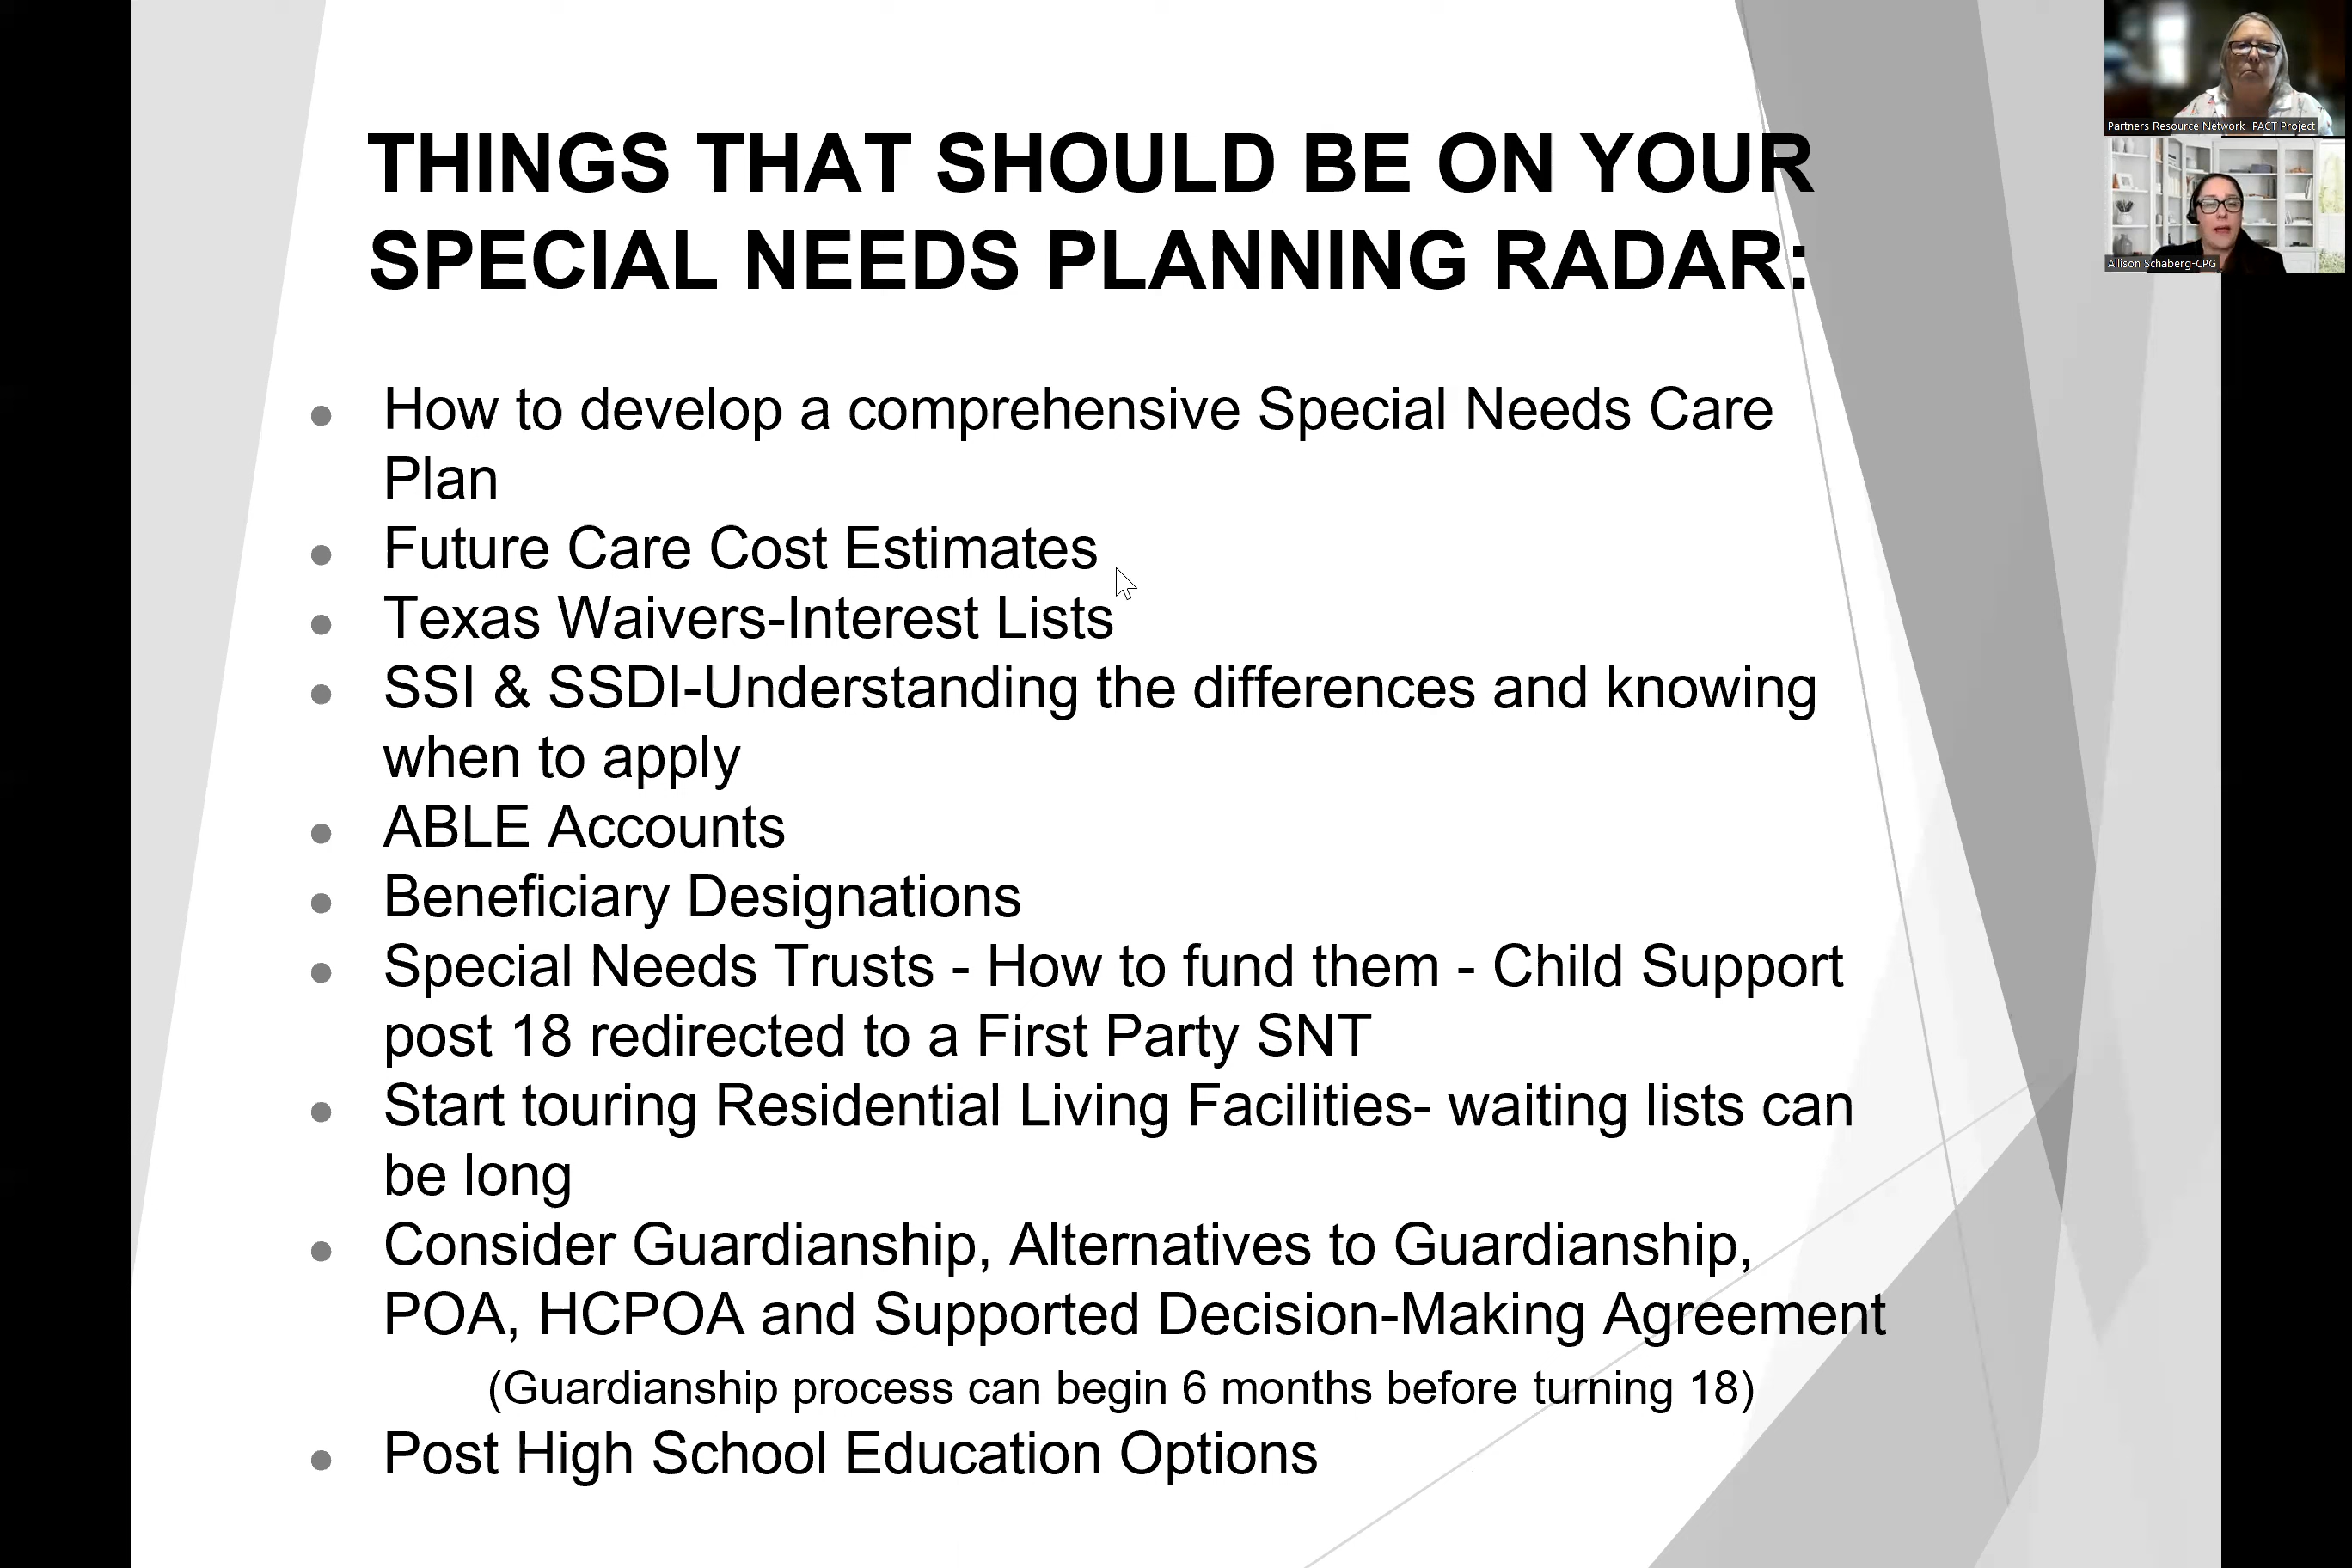 THINGS THAT SHOULD BE ON YOUR
SPECIAL NEEDS PLANNING RADAR:
How to develop a comprehensive Special Needs Care
Plan
Future Care Cost Estimates
Texas Waivers-Interest Lists
SSI & SSDI-Understanding the differences and knowing
when to apply
ABLE Accounts
Beneficiary Designations
Special Needs Trusts - How to fund them - Child Support
post 18 redirected to a First Party SNT
Start touring Residential Living Facilities- waiting lists can
be long
Consider Guardianship, Alternatives to Guardianship,
POA, HCPOA and Supported Decision-Making Agreement
(Guardianship process can begin 6 months before turning 18)
Post High School Education Options
Partners Resource Network- PACT Project
Allison Schaberg-CPG